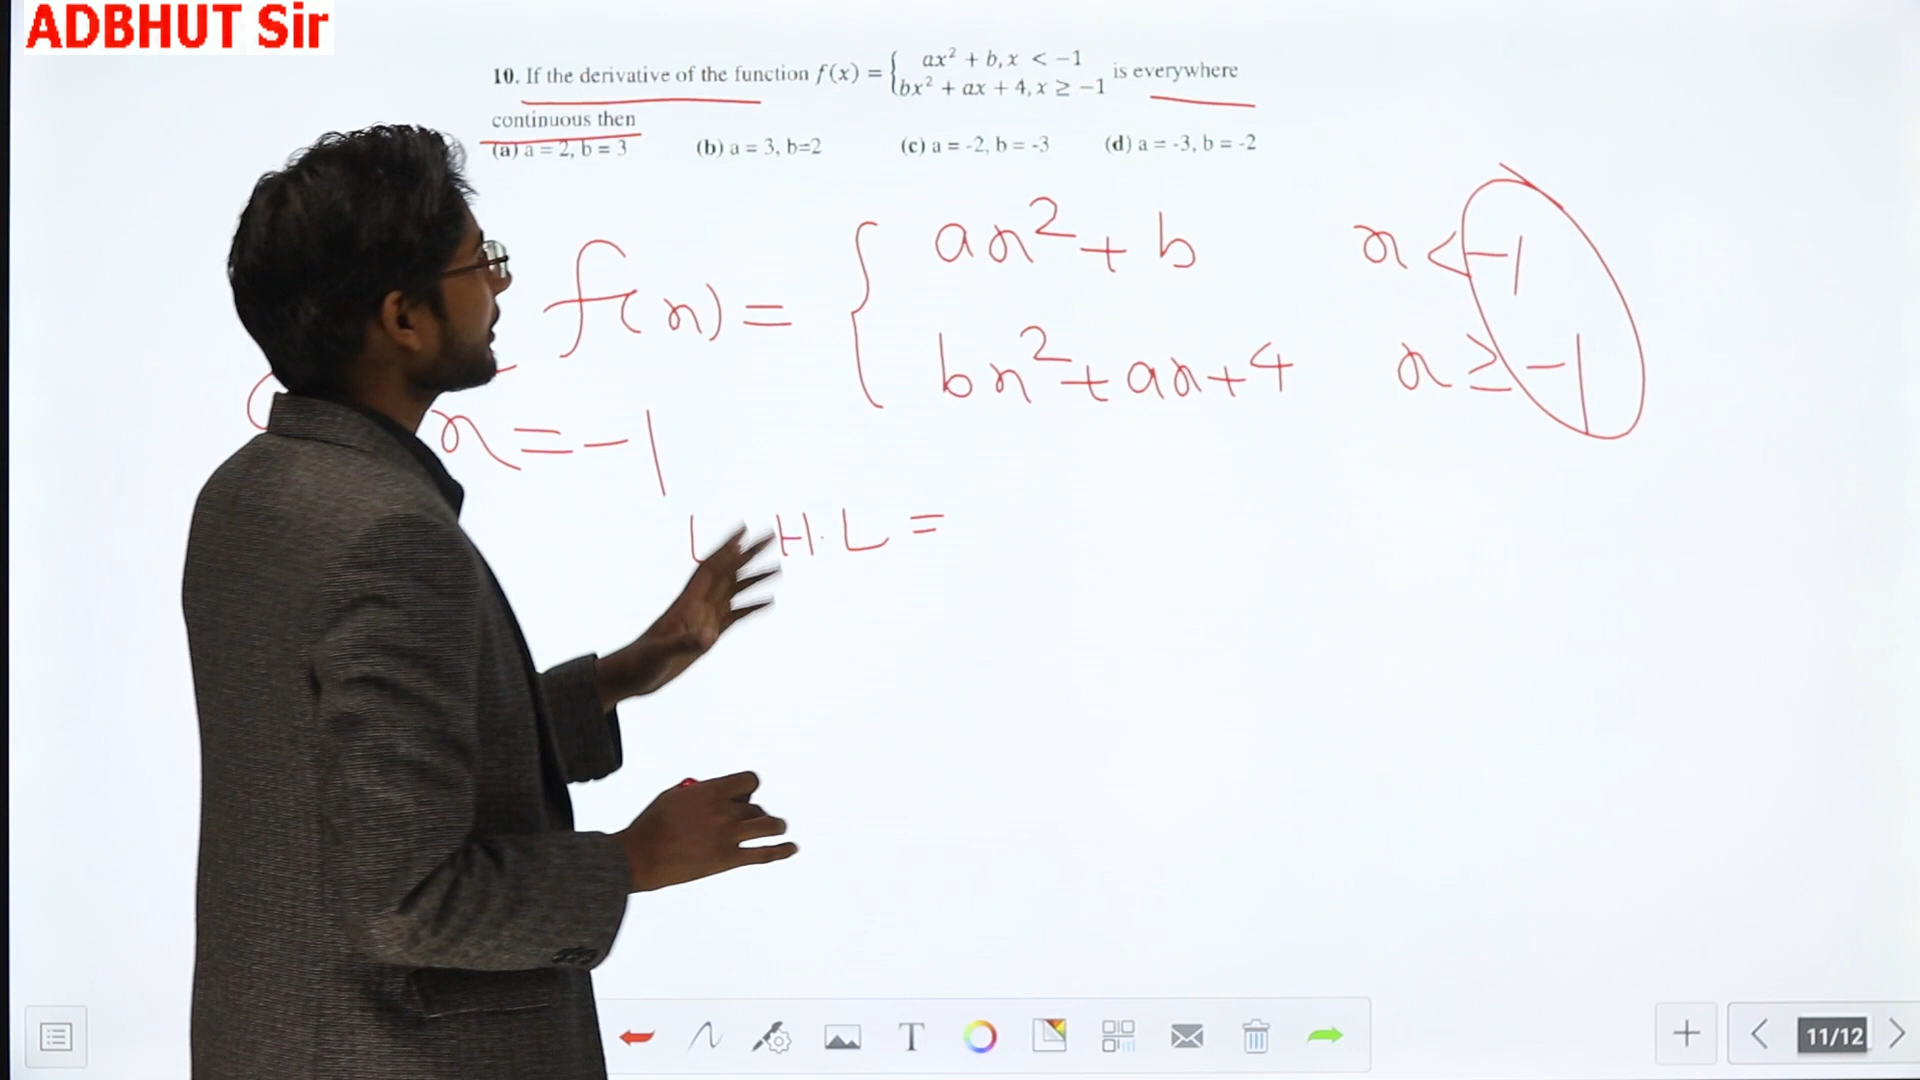 ADBHUT Sir
10. If the derivative of the function f(x) = { ax² + b, x < −1
bx² + ax + 4, x ≥ −1 is everywhere
continuous then
(a) a = 2, b = 3 (b) a = 3, b=2 (c) a = -2, b = -3 (d) a = -3, b = -2
f(x) = { ax² + b x < −1
bx² + ax + 4 x ≥ −1
x = −1
L.H.L =
T
11/12